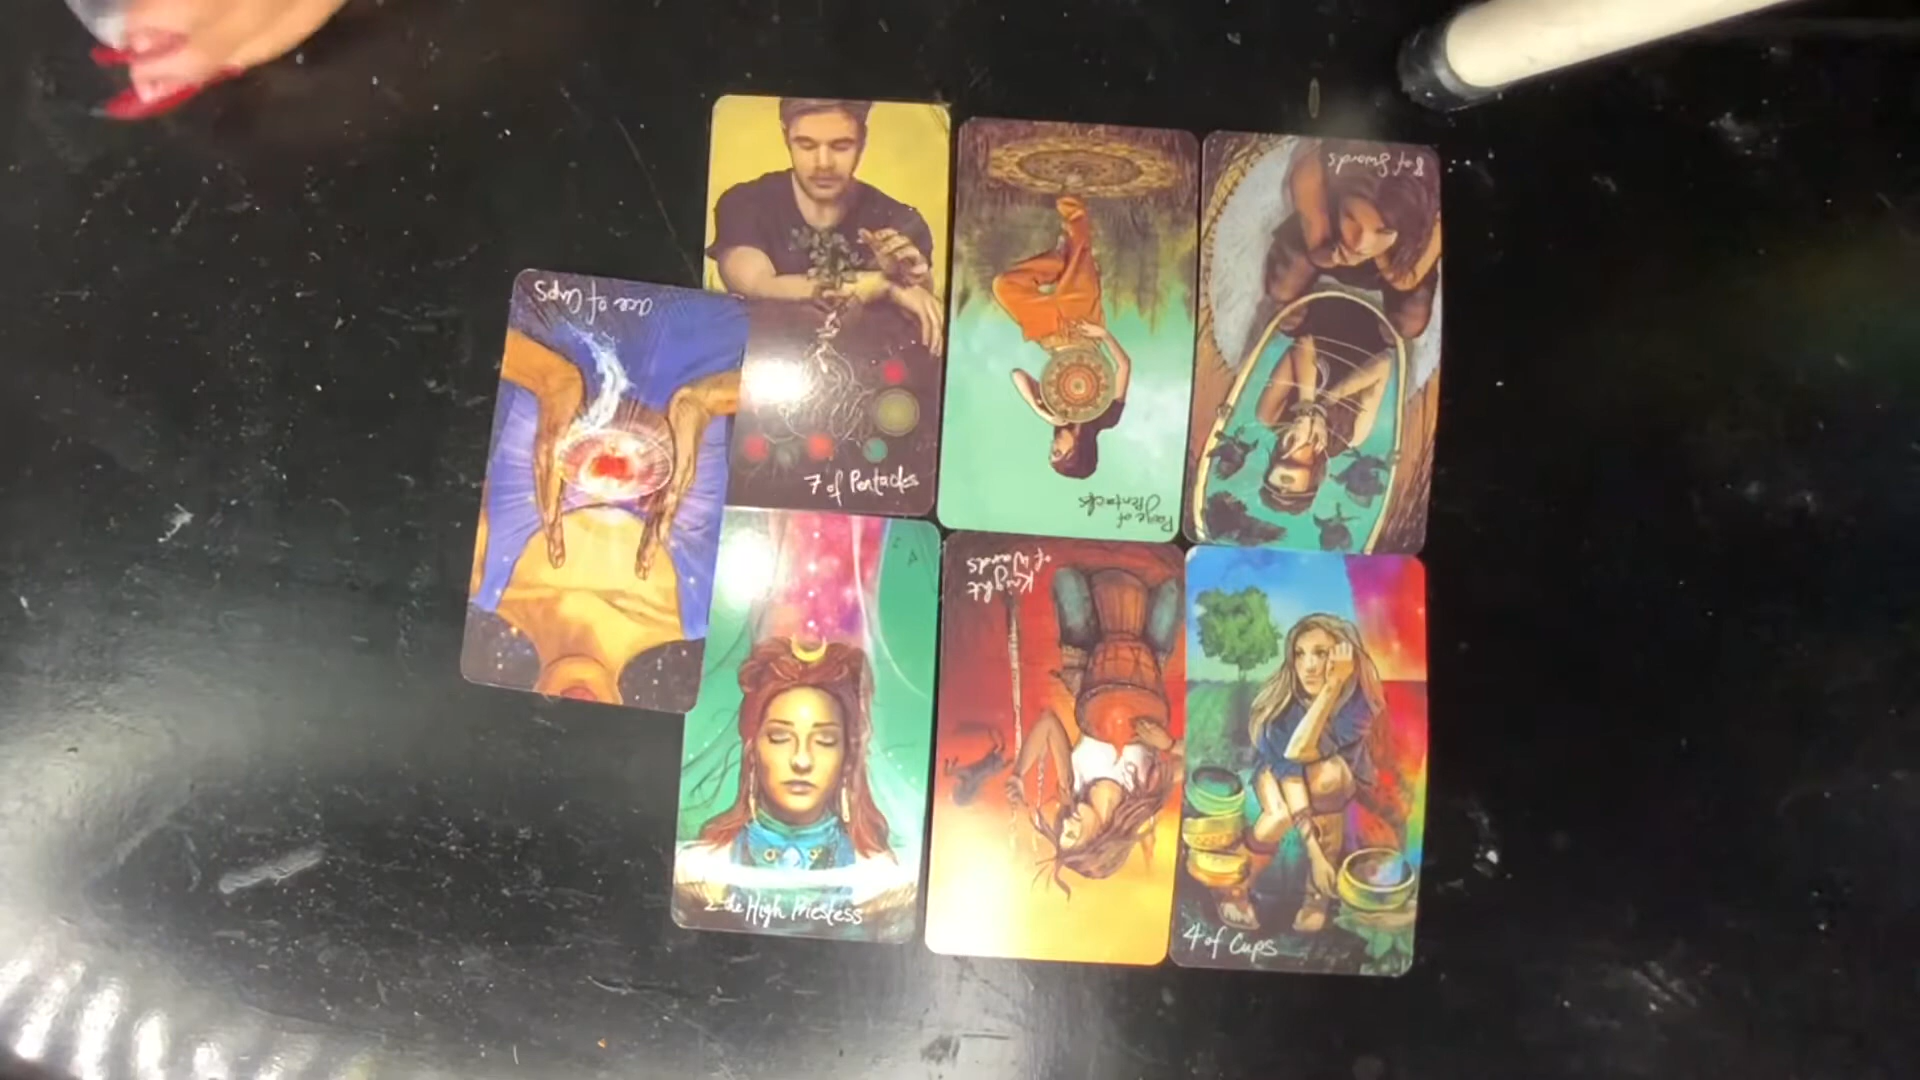 8 of Swords
ace of Cups
7 of Pentacles
Page of
Pentacles
Knight
of Wands
2 the High Priestess
4 of Cups